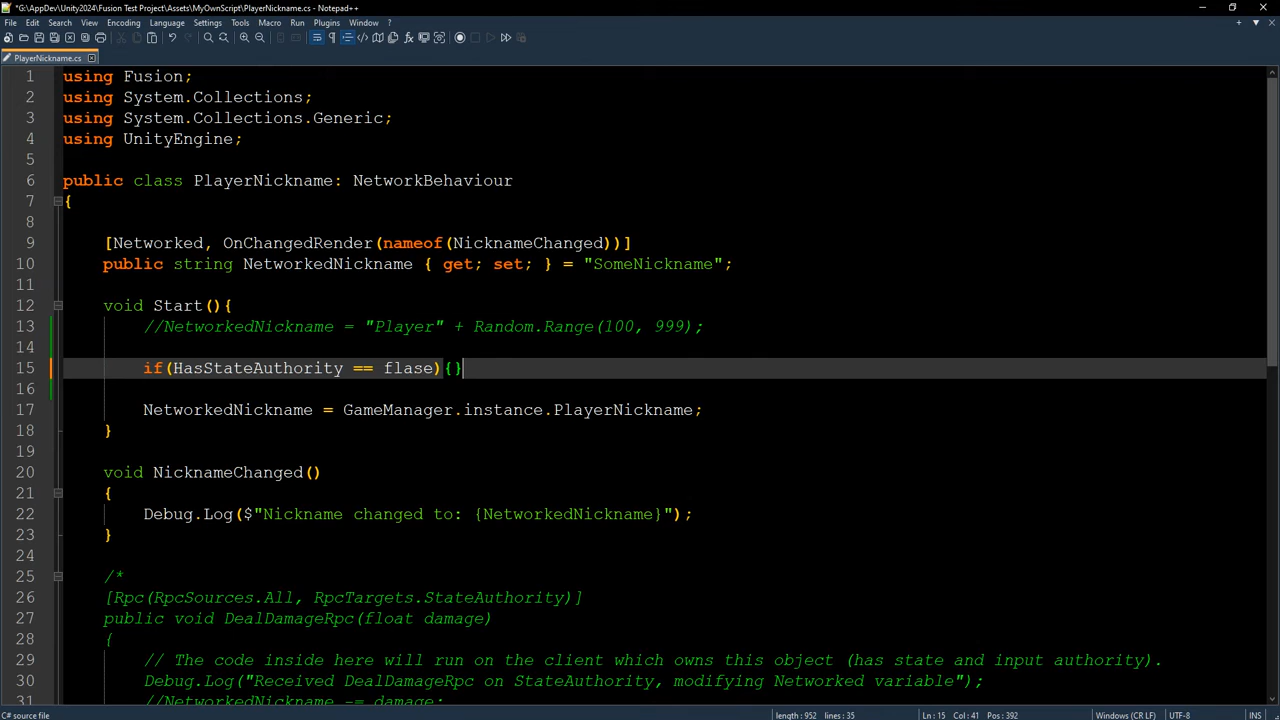 *G:\AppDev\Unity2024\Fusion Test Project\Assets\MyOwnScript\PlayerNickname.cs - Notepad++
File Edit Search View Encoding Language Settings Tools Macro Run Plugins Window ?
PlayerNickname.cs
1 using Fusion;
2 using System.Collections;
3 using System.Collections.Generic;
4 using UnityEngine;
5
6 public class PlayerNickname: NetworkBehaviour
7 {
8
9 [Networked, OnChangedRender(nameof(NicknameChanged))]
10 public string NetworkedNickname { get; set; } = "SomeNickname";
11
12 void Start(){
13 //NetworkedNickname = "Player" + Random.Range(100, 999);
14
15 if(HasStateAuthority == flase){}
16
17 NetworkedNickname = GameManager.instance.PlayerNickname;
18 }
19
20 void NicknameChanged()
21 {
22 Debug.Log($"Nickname changed to: {NetworkedNickname}");
23 }
24
25 /*
26 [Rpc(RpcSources.All, RpcTargets.StateAuthority)]
27 public void DealDamageRpc(float damage)
28 {
29 // The code inside here will run on the client which owns this object (has state and input authority).
30 Debug.Log("Received DealDamageRpc on StateAuthority, modifying Networked variable");
31 //NetworkedNickname -= damage;
C# source file length : 952 lines : 35 Ln : 15 Col : 41 Pos : 392 Windows (CR LF) UTF-8 INS